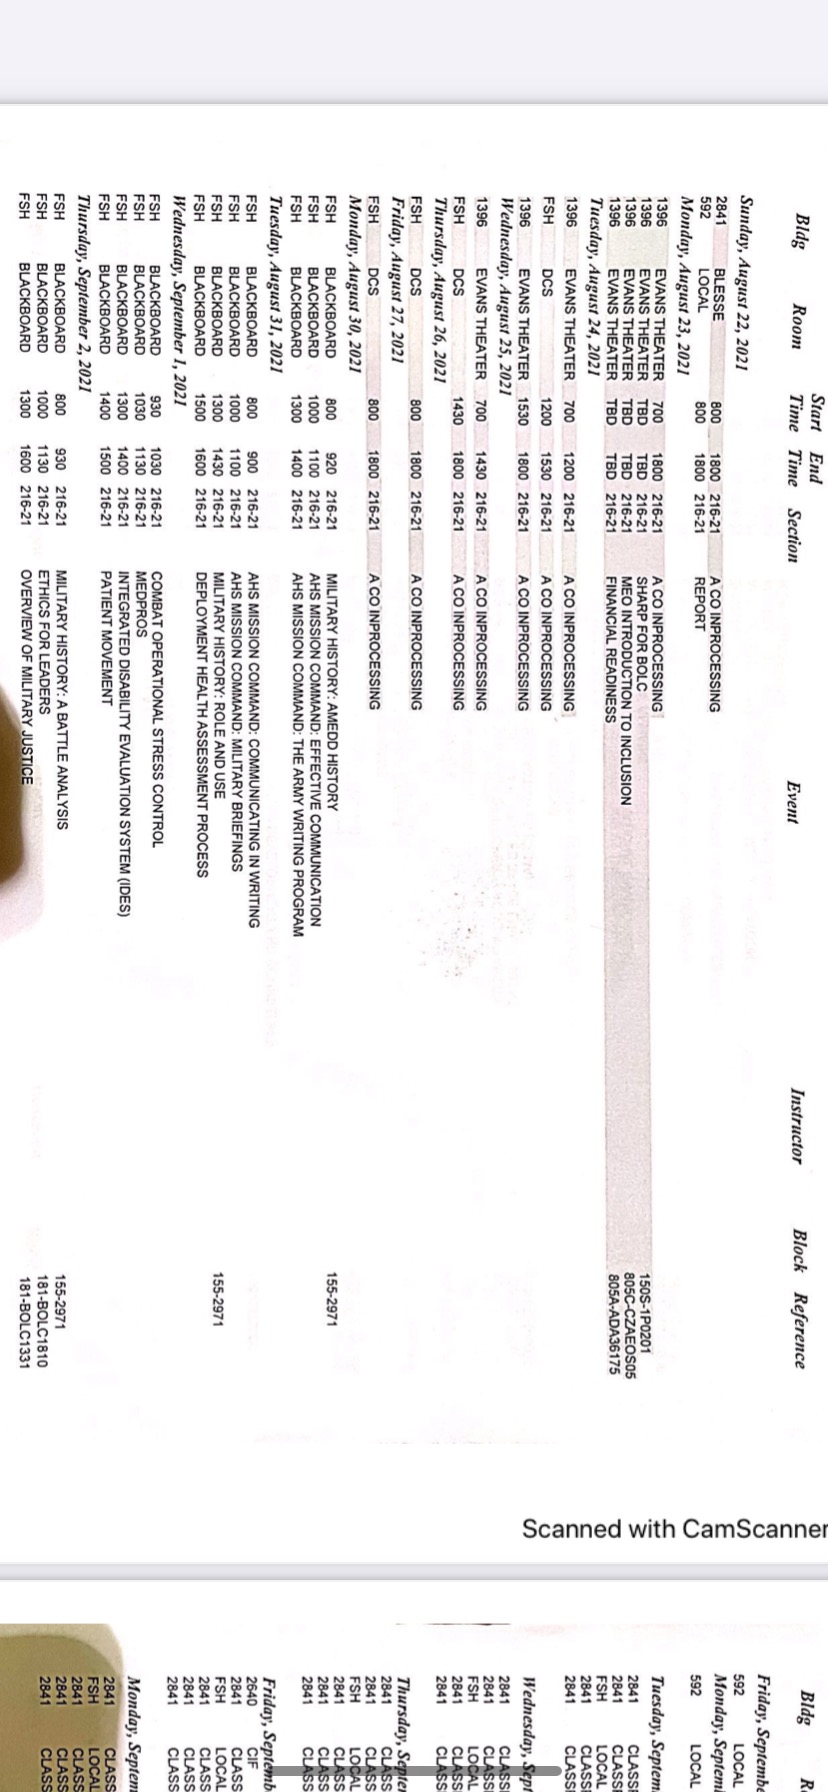 Start End
Bldg Room Time Time Section Event Instructor Block Reference
Sunday, August 22, 2021
2841 BLESSE 800 1800 216-21 A CO INPROCESSING
592 LOCAL 800 1800 216-21 REPORT
Monday, August 23, 2021
1396 EVANS THEATER 700 1800 216-21 A CO INPROCESSING
1396 EVANS THEATER TBD TBD 216-21 SHARP FOR BOLC 150S-1P0201
1396 EVANS THEATER TBD TBD 216-21 MEO INTRODUCTION TO INCLUSION 805C-CZAEOS05
1396 EVANS THEATER TBD TBD 216-21 FINANCIAL READINESS 805A-ADA36175
Tuesday, August 24, 2021
1396 EVANS THEATER 700 1200 216-21 A CO INPROCESSING
FSH DCS 1200 1530 216-21 A CO INPROCESSING
1396 EVANS THEATER 1530 1800 216-21 A CO INPROCESSING
Wednesday, August 25, 2021
1396 EVANS THEATER 700 1430 216-21 A CO INPROCESSING
FSH DCS 1430 1800 216-21 A CO INPROCESSING
Thursday, August 26, 2021
FSH DCS 800 1800 216-21 A CO INPROCESSING
Friday, August 27, 2021
FSH DCS 800 1800 216-21 A CO INPROCESSING
Monday, August 30, 2021
FSH BLACKBOARD 800 920 216-21 MILITARY HISTORY: AMEDD HISTORY 155-2971
FSH BLACKBOARD 1000 1100 216-21 AHS MISSION COMMAND: EFFECTIVE COMMUNICATION
FSH BLACKBOARD 1300 1400 216-21 AHS MISSION COMMAND: THE ARMY WRITING PROGRAM
Tuesday, August 31, 2021
FSH BLACKBOARD 800 900 216-21 AHS MISSION COMMAND: COMMUNICATING IN WRITING
FSH BLACKBOARD 1000 1100 216-21 AHS MISSION COMMAND: MILITARY BRIEFINGS
FSH BLACKBOARD 1300 1430 216-21 MILITARY HISTORY: ROLE AND USE 155-2971
FSH BLACKBOARD 1500 1600 216-21 DEPLOYMENT HEALTH ASSESSMENT PROCESS
Wednesday, September 1, 2021
FSH BLACKBOARD 930 1030 216-21 COMBAT OPERATIONAL STRESS CONTROL
FSH BLACKBOARD 1030 1130 216-21 MEDPROS
FSH BLACKBOARD 1300 1400 216-21 INTEGRATED DISABILITY EVALUATION SYSTEM (IDES)
FSH BLACKBOARD 1400 1500 216-21 PATIENT MOVEMENT
Thursday, September 2, 2021
FSH BLACKBOARD 800 930 216-21 MILITARY HISTORY: A BATTLE ANALYSIS 155-2971
FSH BLACKBOARD 1000 1130 216-21 ETHICS FOR LEADERS 181-BOLC1810
FSH BLACKBOARD 1300 1600 216-21 OVERVIEW OF MILITARY JUSTICE 181-BOLC1331
Scanned with CamScanner
Bldg R
Friday, Septemb
592 LOCAL
Monday, Septem
592 LOCAL
Tuesday, Septem
2841 CLASS
2841 CLASS
FSH LOCAL
2841 CLASS
2841 CLASS
Wednesday, Sept
2841 CLASS
2841 CLASS
FSH LOCAL
2841 CLASS
2841 CLASS
Thursday, Septe
2841 CLASS
2841 CLASS
FSH LOCAL
2841 CLASS
2841 CLASS
2841 CLASS
Friday, Septemb
2640 CIF
2841 CLASS
FSH LOCAL
2841 CLASS
2841 CLASS
2841 CLASS
Monday, Septem
2841 CLASS
FSH LOCAL
2841 CLASS
2841 CLASS
2841 CLASS